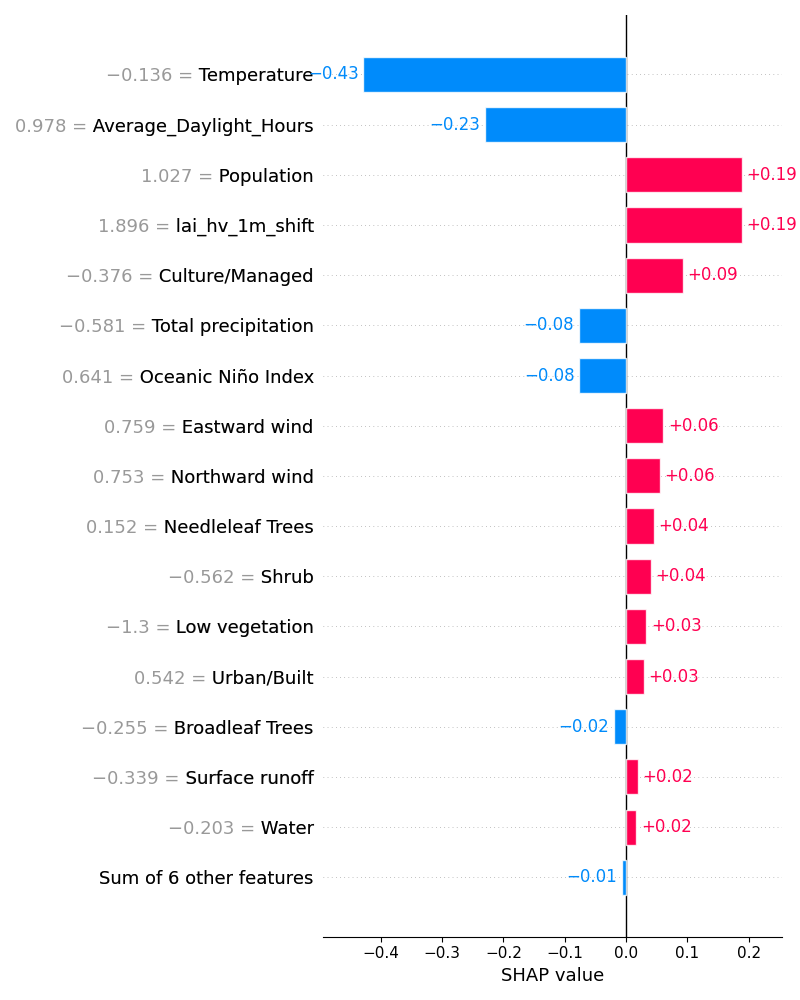 −0.136 = Temperature −0.43
0.978 = Average_Daylight_Hours −0.23
1.027 = Population +0.19
1.896 = lai_hv_1m_shift +0.19
−0.376 = Culture/Managed +0.09
−0.581 = Total precipitation −0.08
0.641 = Oceanic Niño Index −0.08
0.759 = Eastward wind +0.06
0.753 = Northward wind +0.06
0.152 = Needleleaf Trees +0.04
−0.562 = Shrub +0.04
−1.3 = Low vegetation +0.03
0.542 = Urban/Built +0.03
−0.255 = Broadleaf Trees −0.02
−0.339 = Surface runoff +0.02
−0.203 = Water +0.02
Sum of 6 other features −0.01
−0.4 −0.3 −0.2 −0.1 0.0 0.1 0.2
SHAP value